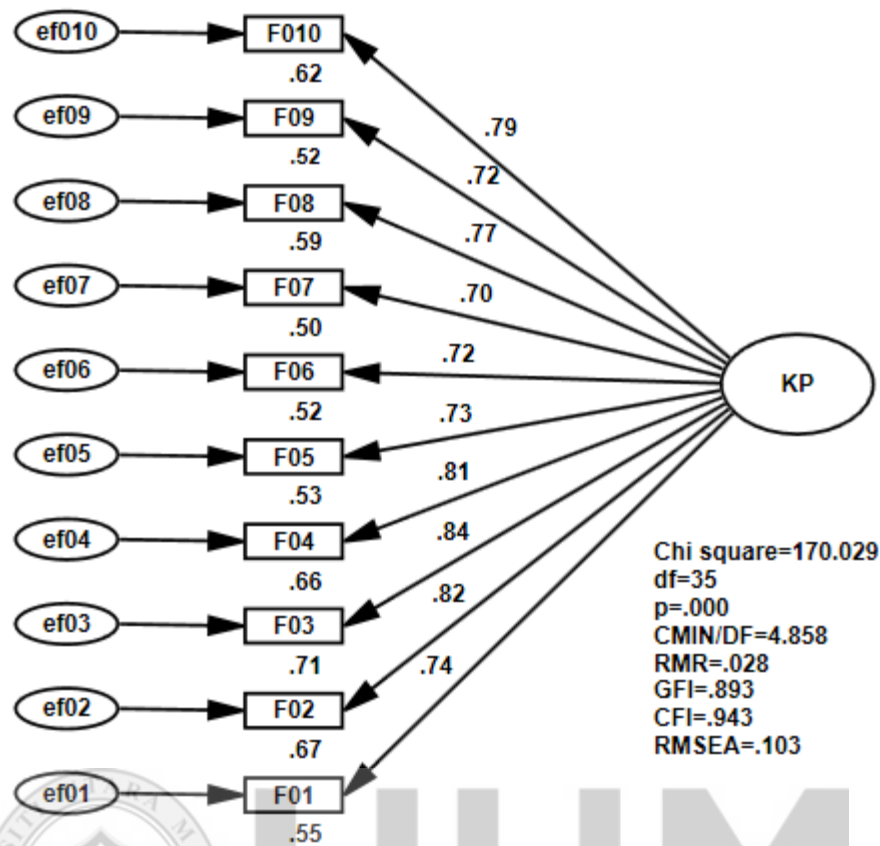 ef010
F010
.62
.79
ef09
F09
.52
.72
ef08
F08
.59
.77
ef07
F07
.50
.70
ef06
F06
.52
.72
KP
ef05
F05
.53
.73
ef04
F04
.66
.81
ef03
F03
.71
.84
ef02
F02
.67
.82
ef01
F01
.55
.74
Chi square=170.029
df=35
p=.000
CMIN/DF=4.858
RMR=.028
GFI=.893
CFI=.943
RMSEA=.103